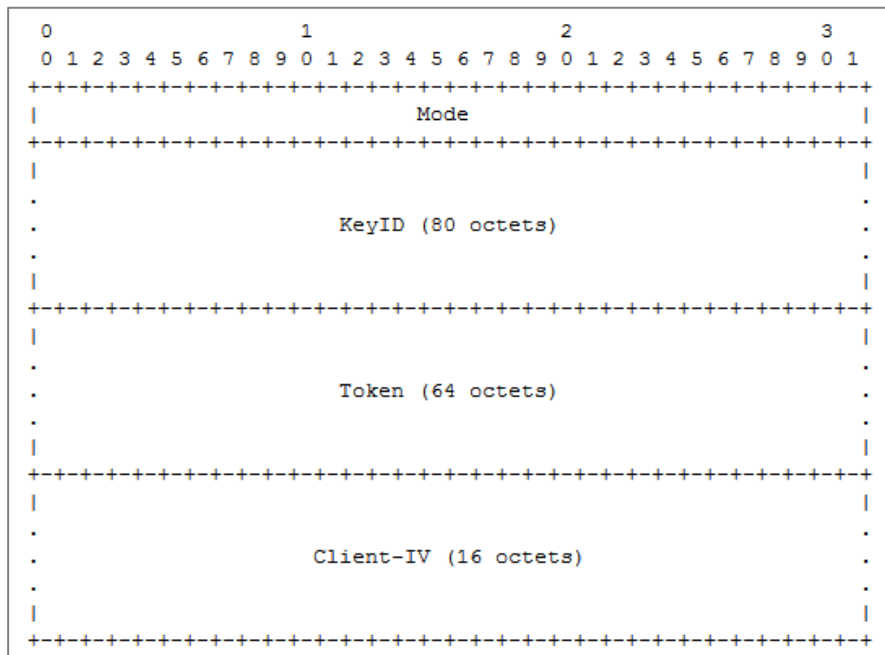 0                   1                   2                   3
0 1 2 3 4 5 6 7 8 9 0 1 2 3 4 5 6 7 8 9 0 1 2 3 4 5 6 7 8 9 0 1
+-+-+-+-+-+-+-+-+-+-+-+-+-+-+-+-+-+-+-+-+-+-+-+-+-+-+-+-+-+-+-+-+
|                             Mode                              |
+-+-+-+-+-+-+-+-+-+-+-+-+-+-+-+-+-+-+-+-+-+-+-+-+-+-+-+-+-+-+-+-+
|                                                               |
.                                                               .
.                       KeyID (80 octets)                       .
.                                                               .
|                                                               |
+-+-+-+-+-+-+-+-+-+-+-+-+-+-+-+-+-+-+-+-+-+-+-+-+-+-+-+-+-+-+-+-+
|                                                               |
.                                                               .
.                       Token (64 octets)                       .
.                                                               .
|                                                               |
+-+-+-+-+-+-+-+-+-+-+-+-+-+-+-+-+-+-+-+-+-+-+-+-+-+-+-+-+-+-+-+-+
|                                                               |
.                                                               .
.                     Client-IV (16 octets)                     .
.                                                               .
|                                                               |
+-+-+-+-+-+-+-+-+-+-+-+-+-+-+-+-+-+-+-+-+-+-+-+-+-+-+-+-+-+-+-+-+